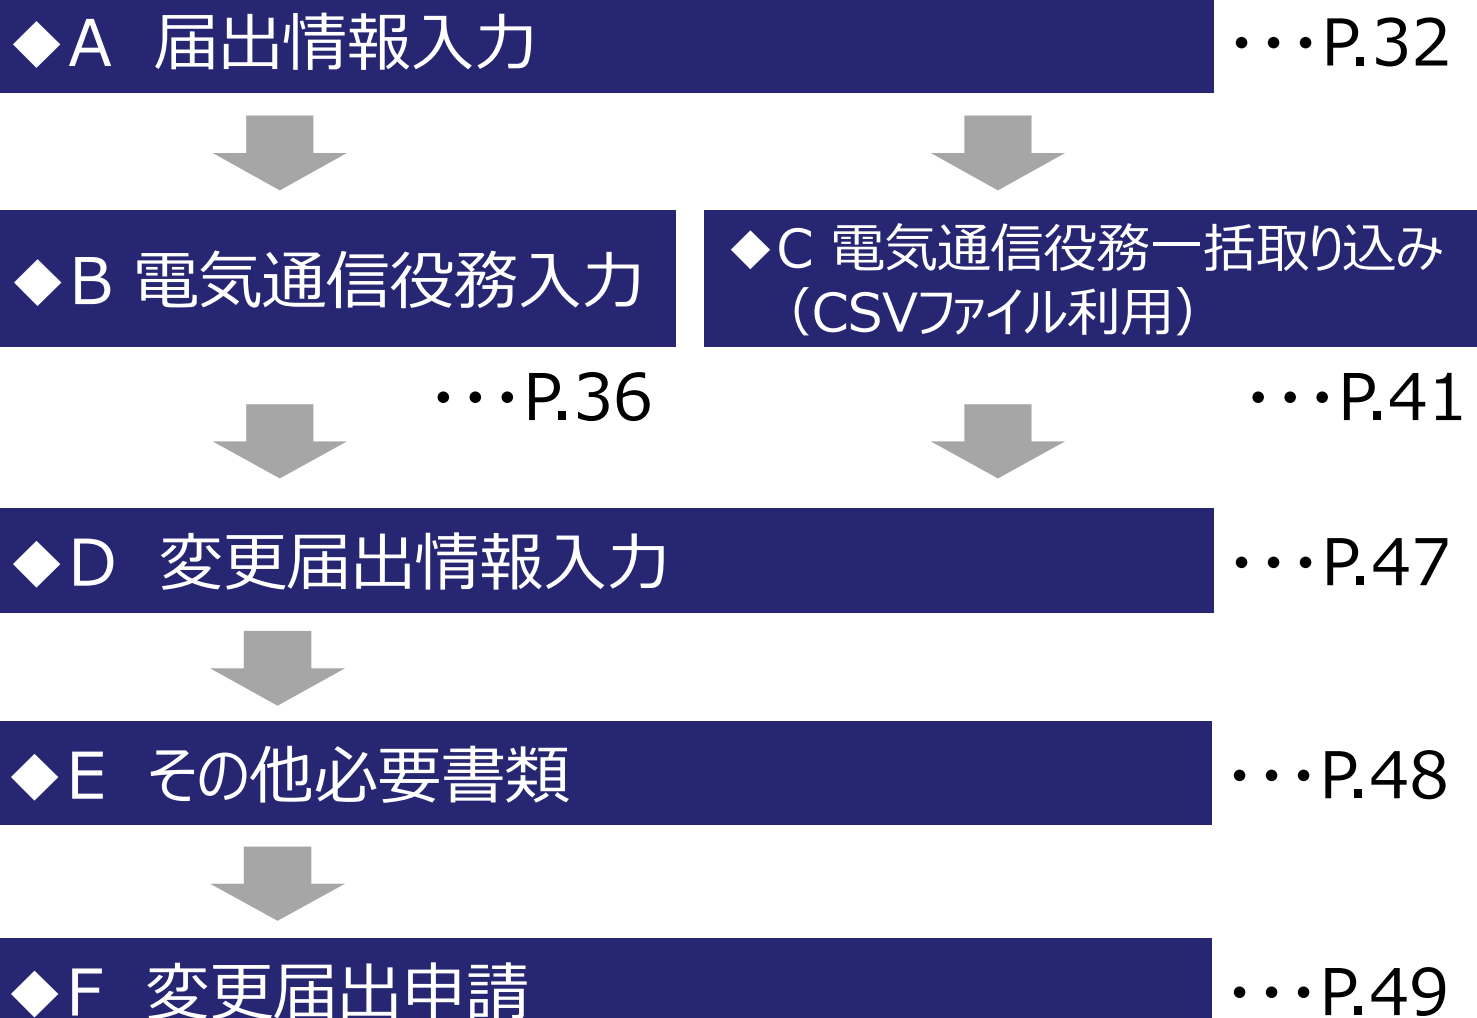 ◆A 届出情報入力 ・・・P.32
◆B 電気通信役務入力
◆C 電気通信役務一括取り込み
（CSVファイル利用）
・・・P.36
・・・P.41
◆D 変更届出情報入力 ・・・P.47
◆E その他必要書類 ・・・P.48
◆F 変更届出申請 ・・・P.49